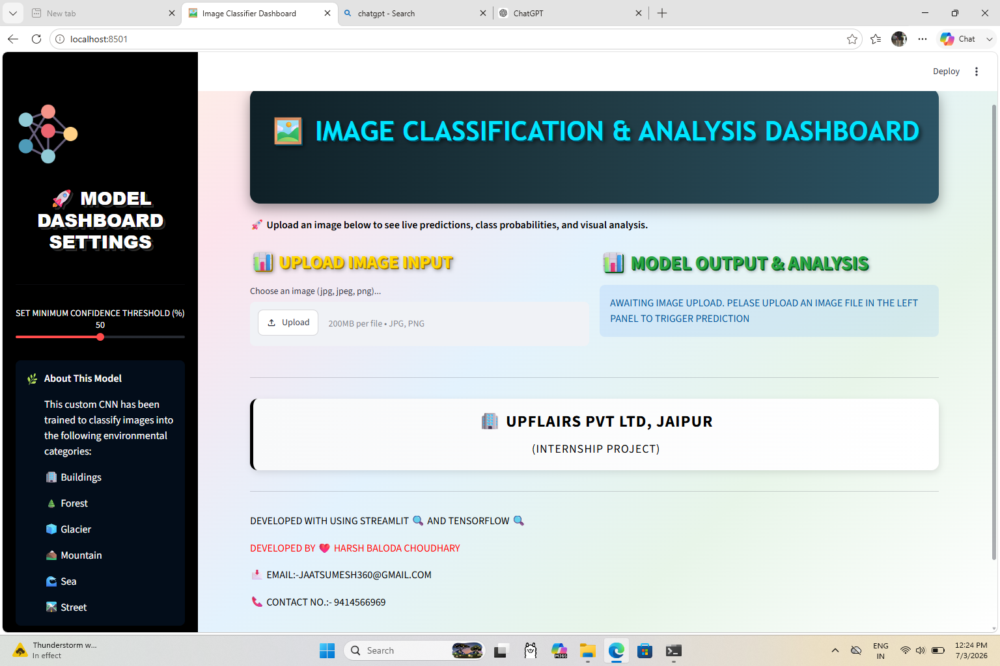 New tab
Image Classifier Dashboard
chatgpt - Search
ChatGPT
localhost:8501
Chat
Deploy
MODEL
DASHBOARD
SETTINGS
SET MINIMUM CONFIDENCE THRESHOLD (%)
50
About This Model
This custom CNN has been
trained to classify images into
the following environmental
categories:
Buildings
Forest
Glacier
Mountain
Sea
Street
IMAGE CLASSIFICATION & ANALYSIS DASHBOARD
Upload an image below to see live predictions, class probabilities, and visual analysis.
UPLOAD IMAGE INPUT
Choose an image (jpg, jpeg, png)...
Upload
200MB per file • JPG, PNG
MODEL OUTPUT & ANALYSIS
AWAITING IMAGE UPLOAD. PELASE UPLOAD AN IMAGE FILE IN THE LEFT
PANEL TO TRIGGER PREDICTION
UPFLAIRS PVT LTD, JAIPUR
(INTERNSHIP PROJECT)
DEVELOPED WITH USING STREAMLIT AND TENSORFLOW
DEVELOPED BY HARSH BALODA CHOUDHARY
EMAIL:-JAATSUMESH360@GMAIL.COM
CONTACT NO.:- 9414566969
Thunderstorm w...
In effect
Search
M365
ENG
IN
12:24 PM
7/3/2026